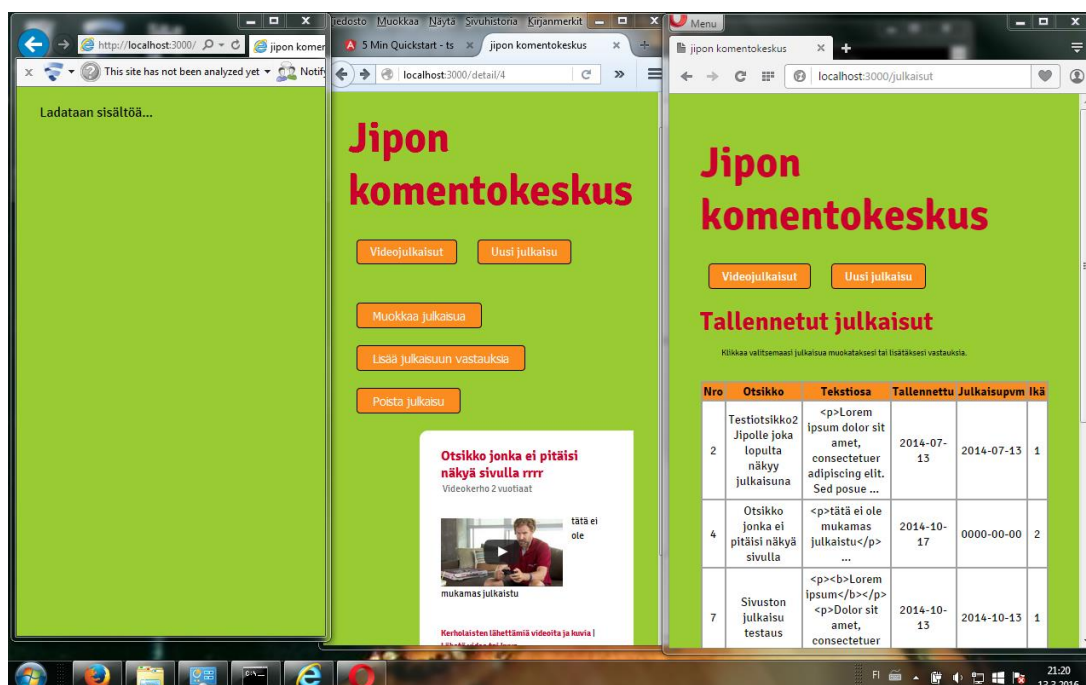 http://localhost:3000/
jipon komer
This site has not been analyzed yet
Notify
Ladataan sisältöä...
iedosto Muokkaa Näytä Sivuhistoria Kirjanmerkit
5 Min Quickstart - ts
jipon komentokeskus
localhost:3000/detail/4
Jipon
komentokeskus
Videojulkaisut
Uusi julkaisu
Muokkaa julkaisua
Lisää julkaisuun vastauksia
Poista julkaisu
Otsikko jonka ei pitäisi
näkyä sivulla rrrr
Videokerho 2 vuotiaat
tätä ei
ole
mukamas julkaistu
Kerholaisten lähettämiä videoita ja kuvia |
Menu
jipon komentokeskus
localhost:3000/julkaisut
Jipon
komentokeskus
Videojulkaisut
Uusi julkaisu
Tallennetut julkaisut
Klikkaa valitsemaasi julkaisua muokataksesi tai lisätäksesi vastauksia.
Nro Otsikko Tekstiosa Tallennettu Julkaisupvm Ikä
2
Testiotsikko2
Jipolle joka
lopulta
näkyy
julkaisuna
<p>Lorem
ipsum dolor sit
amet,
consectetuer
adipiscing elit.
Sed posue ...
2014-07-
13
2014-07-13
1
4
Otsikko
jonka ei
pitäisi näkyä
sivulla
<p>tätä ei ole
mukamas
julkaistu</p>
...
2014-10-
17
0000-00-00
2
7
Sivuston
julkaisu
testaus
<p><b>Lorem
ipsum</b></p>
<p>Dolor sit
amet,
consectetuer
2014-10-
13
2014-10-13
1
FI
21:20
13.3.2016